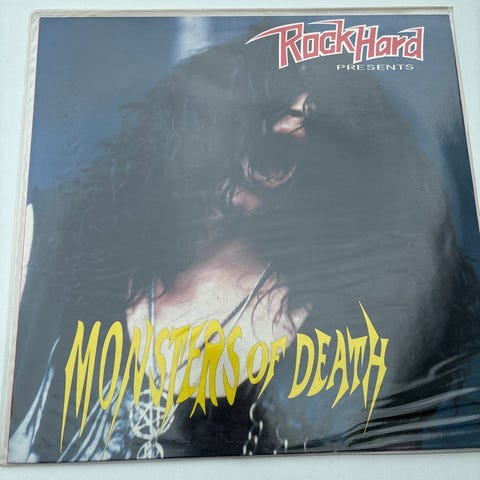 RockHard
PRESENTS
MONSTERS OF DEATH